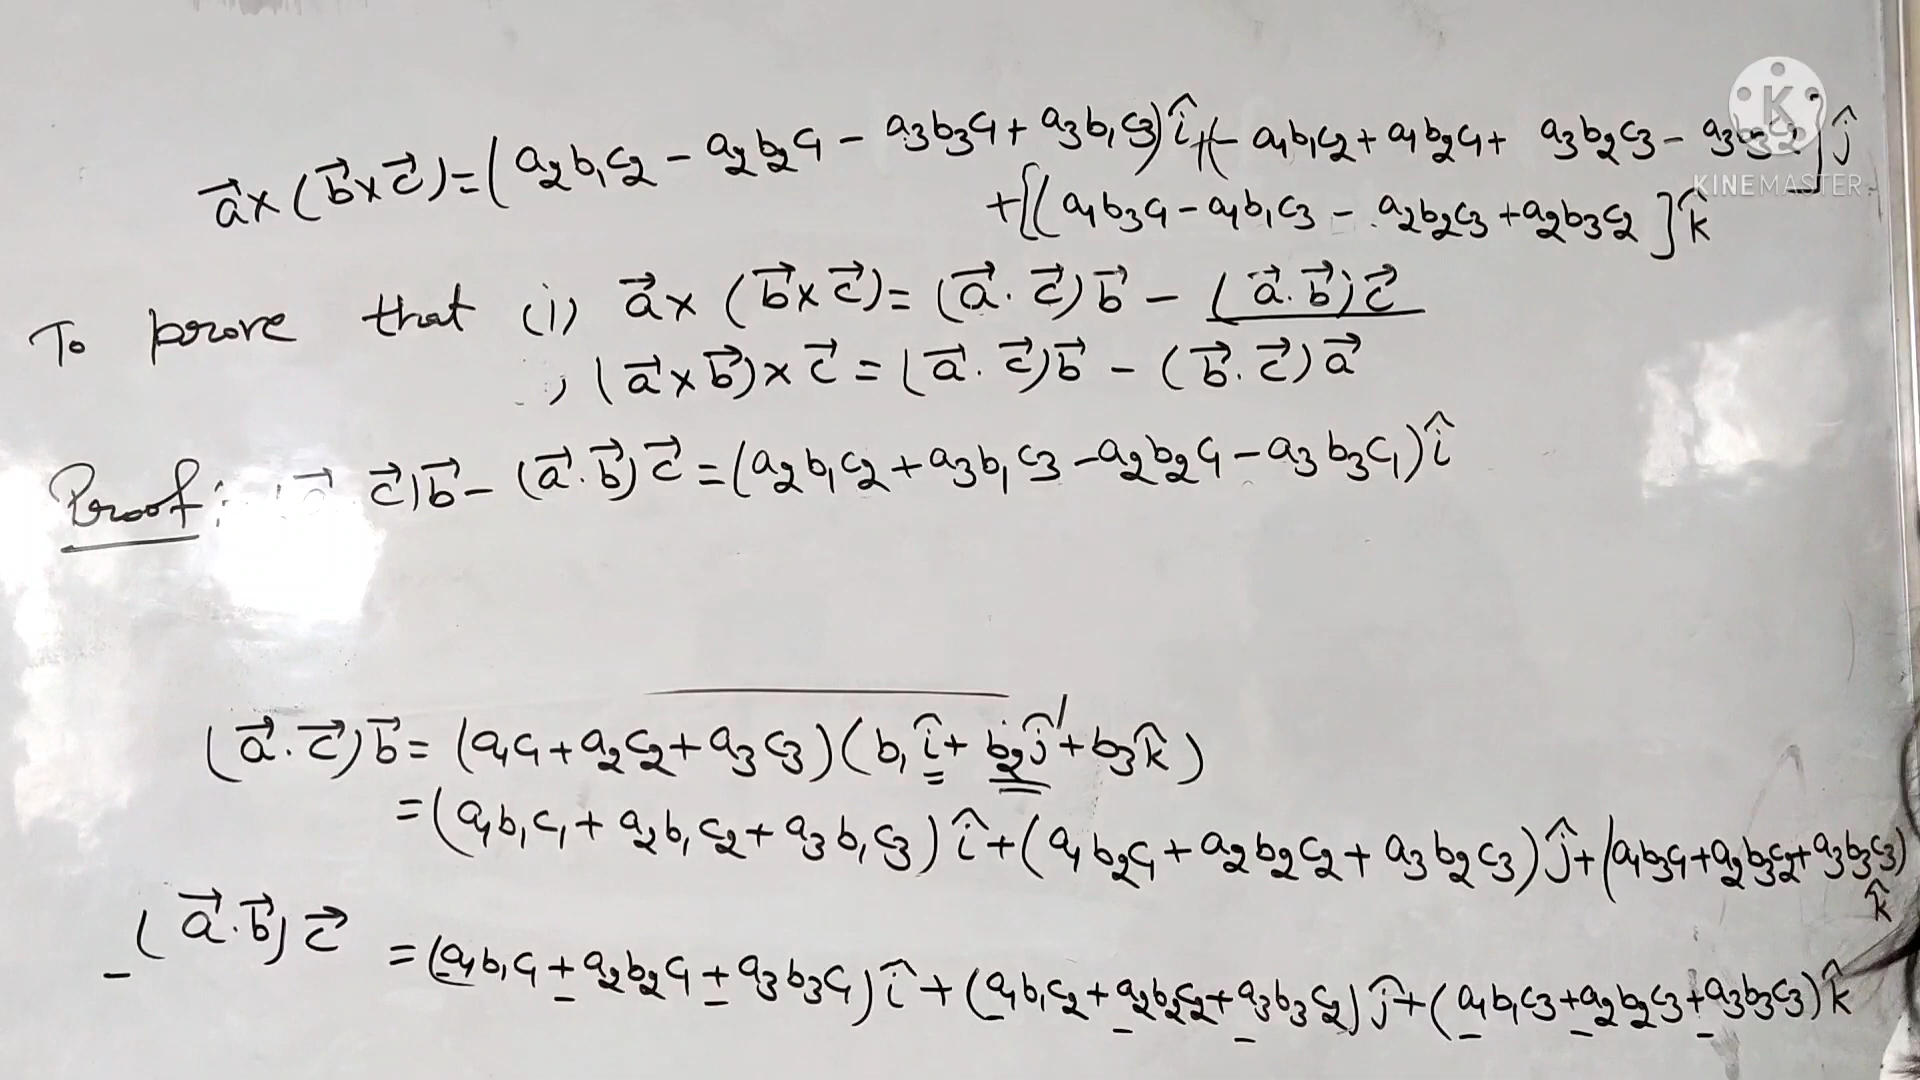 a⃗×(b⃗×c⃗)=(a₂b₁c₂ - a₂b₂c₁ - a₃b₃c₁ + a₃b₁c₃)î+(- a₁b₁c₂ + a₁b₂c₁ + a₃b₂c₃ - a₃b₃c₂)ĵ
+[(a₁b₃c₁ - a₁b₁c₃ - a₂b₂c₃ + a₂b₃c₂]k̂
KINEMASTER
To prove that (i) a⃗×(b⃗×c⃗)=(a⃗.c⃗)b⃗ - (a⃗.b⃗)c⃗
, (a⃗×b⃗)×c⃗=(a⃗.c⃗)b⃗ - (b⃗.c⃗)a⃗
Proof: a⃗ c⃗)b⃗ - (a⃗.b⃗)c⃗=(a₂b₁c₂+a₃b₁c₃-a₂b₂c₁-a₃b₃c₁)î
(a⃗.c⃗)b⃗=(a₁c₁+a₂c₂+a₃c₃)(b₁î+b₂ĵ+b₃k̂)
=(a₁b₁c₁+a₂b₁c₂+a₃b₁c₃)î+(a₁b₂c₁+a₂b₂c₂+a₃b₂c₃)ĵ+(a₁b₃c₁+a₂b₃c₂+a₃b₃c₃)
k̂
-(a⃗.b⃗)c⃗ =(a₁b₁c₁+a₂b₂c₁+a₃b₃c₁)î+(a₁b₁c₂+a₂b₂c₂+a₃b₃c₂)ĵ+(a₁b₁c₃+a₂b₂c₃+a₃b₃c₃)k̂